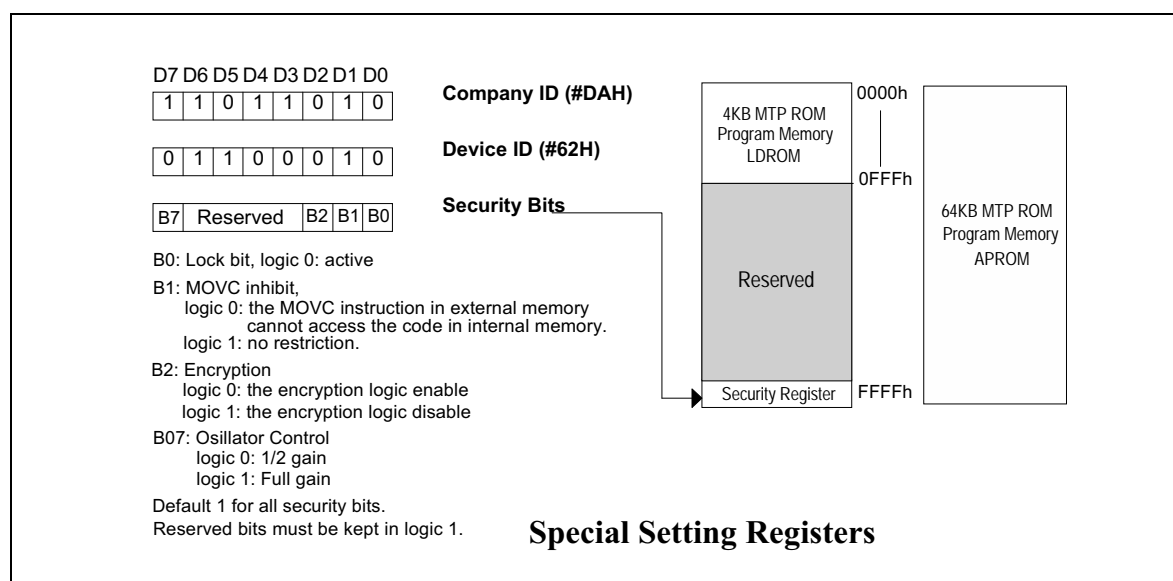 D7 D6 D5 D4 D3 D2 D1 D0
1 1 0 1 1 0 1 0
Company ID (#DAH)
0 1 1 0 0 0 1 0
Device ID (#62H)
B7 Reserved B2 B1 B0
Security Bits
B0: Lock bit, logic 0: active
B1: MOVC inhibit,
logic 0: the MOVC instruction in external memory
cannot access the code in internal memory.
logic 1: no restriction.
B2: Encryption
logic 0: the encryption logic enable
logic 1: the encryption logic disable
B07: Osillator Control
logic 0: 1/2 gain
logic 1: Full gain
Default 1 for all security bits.
Reserved bits must be kept in logic 1.
4KB MTP ROM
Program Memory
LDROM
0000h
0FFFh
Reserved
Security Register
FFFFh
64KB MTP ROM
Program Memory
APROM
Special Setting Registers